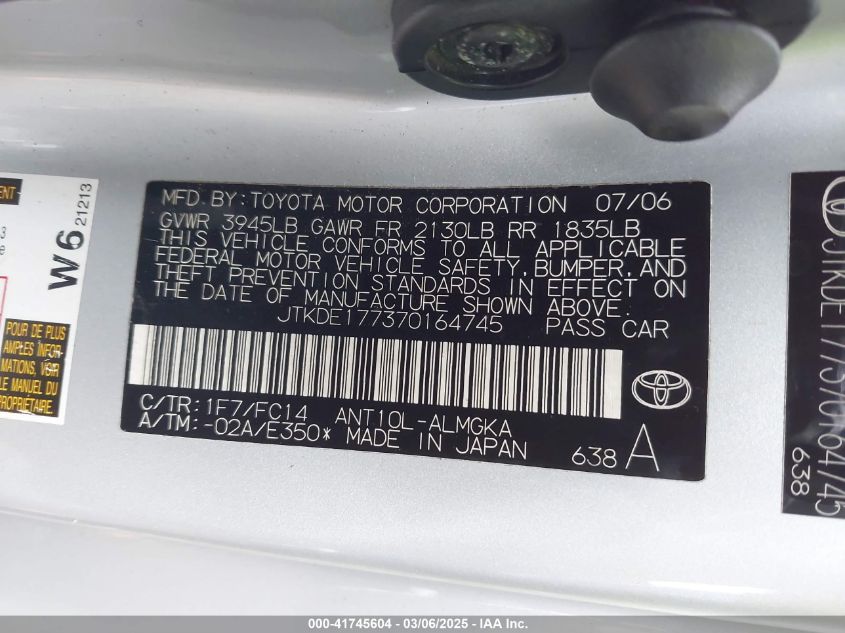 MFD. BY: TOYOTA MOTOR CORPORATION 07/06
GVWR 3945LB GAWR FR 2130LB RR 1835LB
THIS VEHICLE CONFORMS TO ALL APPLICABLE
FEDERAL MOTOR VEHICLE SAFETY, BUMPER, AND
THEFT PREVENTION STANDARDS IN EFFECT ON
THE DATE OF MANUFACTURE SHOWN ABOVE:
JTKDE177370164745 PASS CAR
C/TR: 1F7/FC14 ANT10L-ALMGKA
A/TM: -02A/E350* MADE IN JAPAN
638 A
W6
21213
POUR DE PLUS
AMPLES INFOR-
MATIONS, VOIR
LE MANUEL DU
PROPRIÉTAIRE.
638
000-41745604 — 03/06/2025 — IAA Inc.